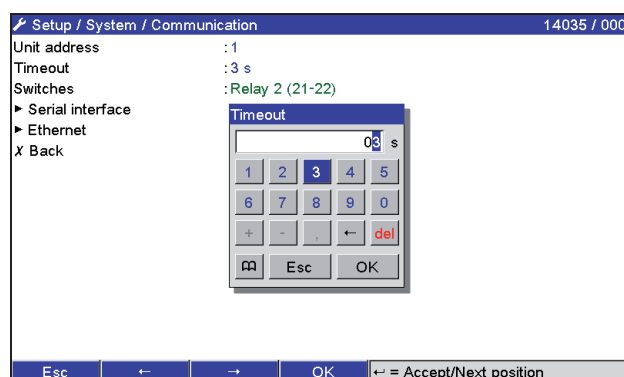 Setup / System / Communication 14035 / 000
Unit address : 1
Timeout : 3 s
Switches : Relay 2 (21-22)
► Serial interface
► Ethernet
X Back
Timeout
03 s
1 2 3 4 5
6 7 8 9 0
+ - , ← del
Esc OK
Esc ← → OK ↵ = Accept/Next position